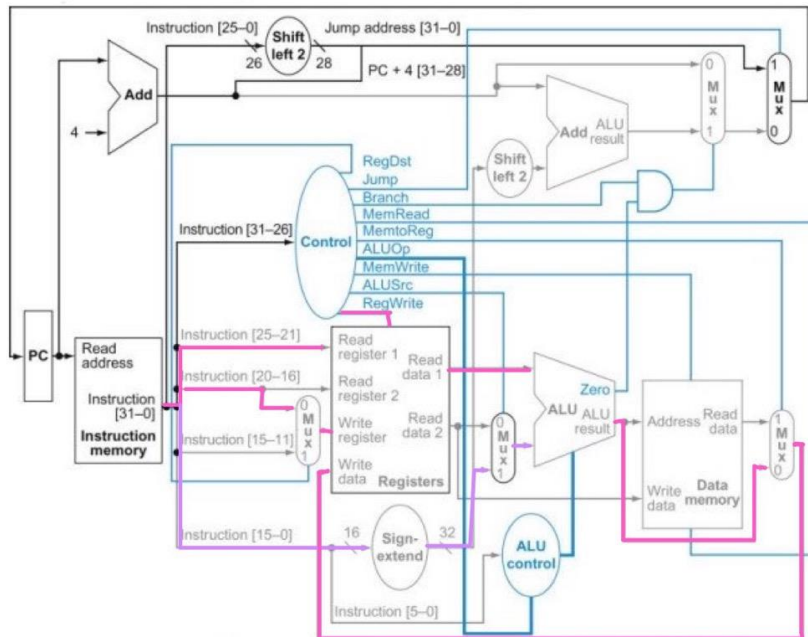 Instruction [25–0]
Shift
left 2
Jump address [31–0]
26
28
PC + 4 [31–28]
Add
4
0
M
u
x
1
1
M
u
x
0
Add
ALU
result
Shift
left 2
RegDst
Jump
Branch
MemRead
MemtoReg
ALUOp
MemWrite
ALUSrc
RegWrite
Control
Instruction [31–26]
PC
Read
address
Instruction
[31–0]
Instruction
memory
Instruction [25–21]
Instruction [20–16]
Instruction [15–11]
0
M
u
x
1
Read
register 1
Read
register 2
Write
register
Write
data
Read
data 1
Read
data 2
Registers
0
M
u
x
1
Zero
ALU
ALU
result
Address
Read
data
Write
data
Data
memory
1
M
u
x
0
Instruction [15–0]
16
Sign-
extend
32
ALU
control
Instruction [5–0]